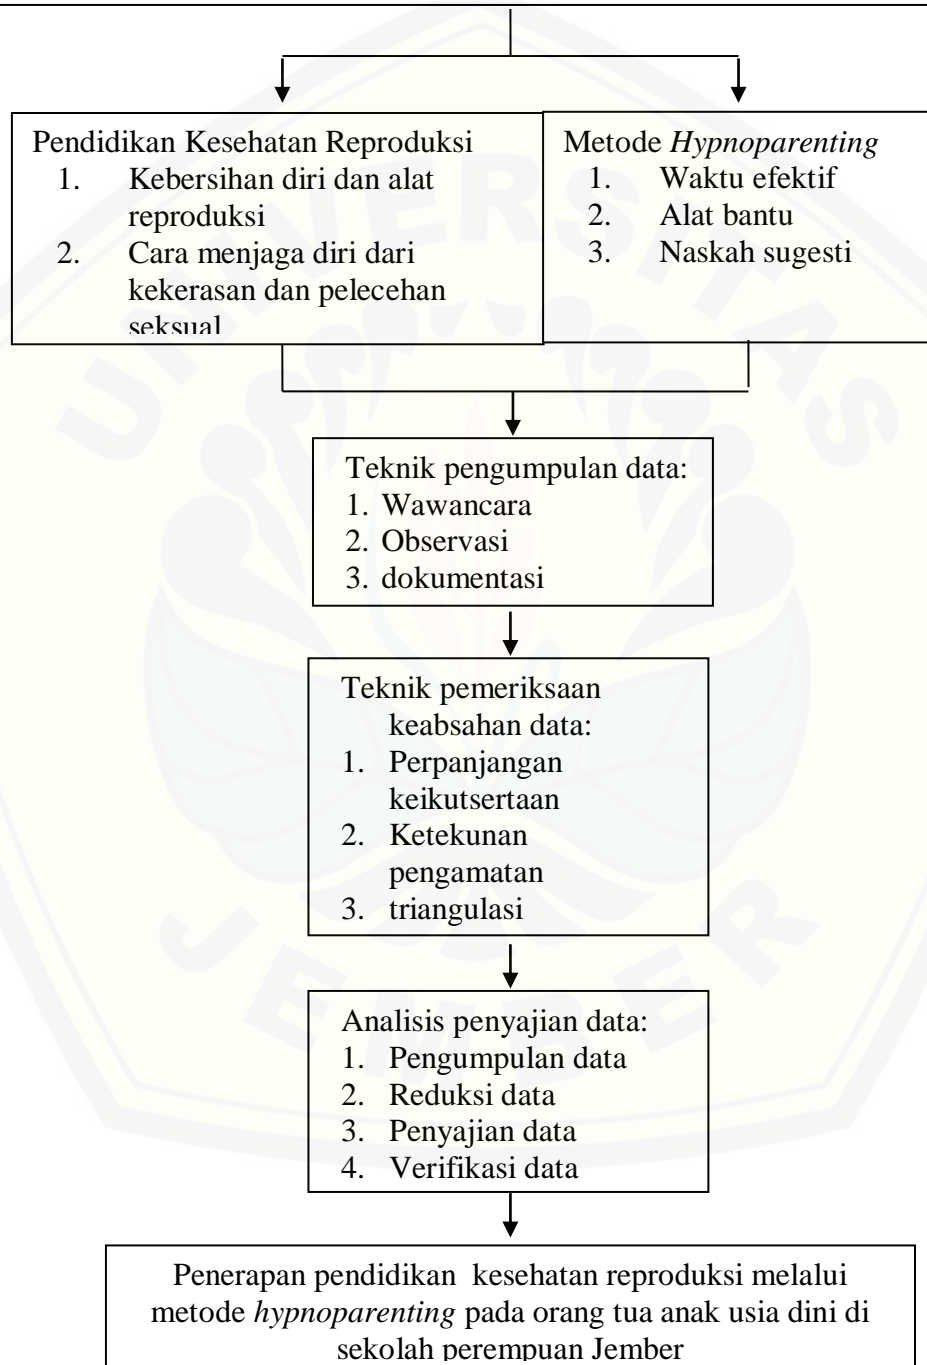 Pendidikan Kesehatan Reproduksi
1. Kebersihan diri dan alat
reproduksi
2. Cara menjaga diri dari
kekerasan dan pelecehan
seksual
Metode Hypnoparenting
1. Waktu efektif
2. Alat bantu
3. Naskah sugesti
Teknik pengumpulan data:
1. Wawancara
2. Observasi
3. dokumentasi
Teknik pemeriksaan
keabsahan data:
1. Perpanjangan
keikutsertaan
2. Ketekunan
pengamatan
3. triangulasi
Analisis penyajian data:
1. Pengumpulan data
2. Reduksi data
3. Penyajian data
4. Verifikasi data
Penerapan pendidikan kesehatan reproduksi melalui
metode hypnoparenting pada orang tua anak usia dini di
sekolah perempuan Jember
UNIVERSITAS
JEMBER